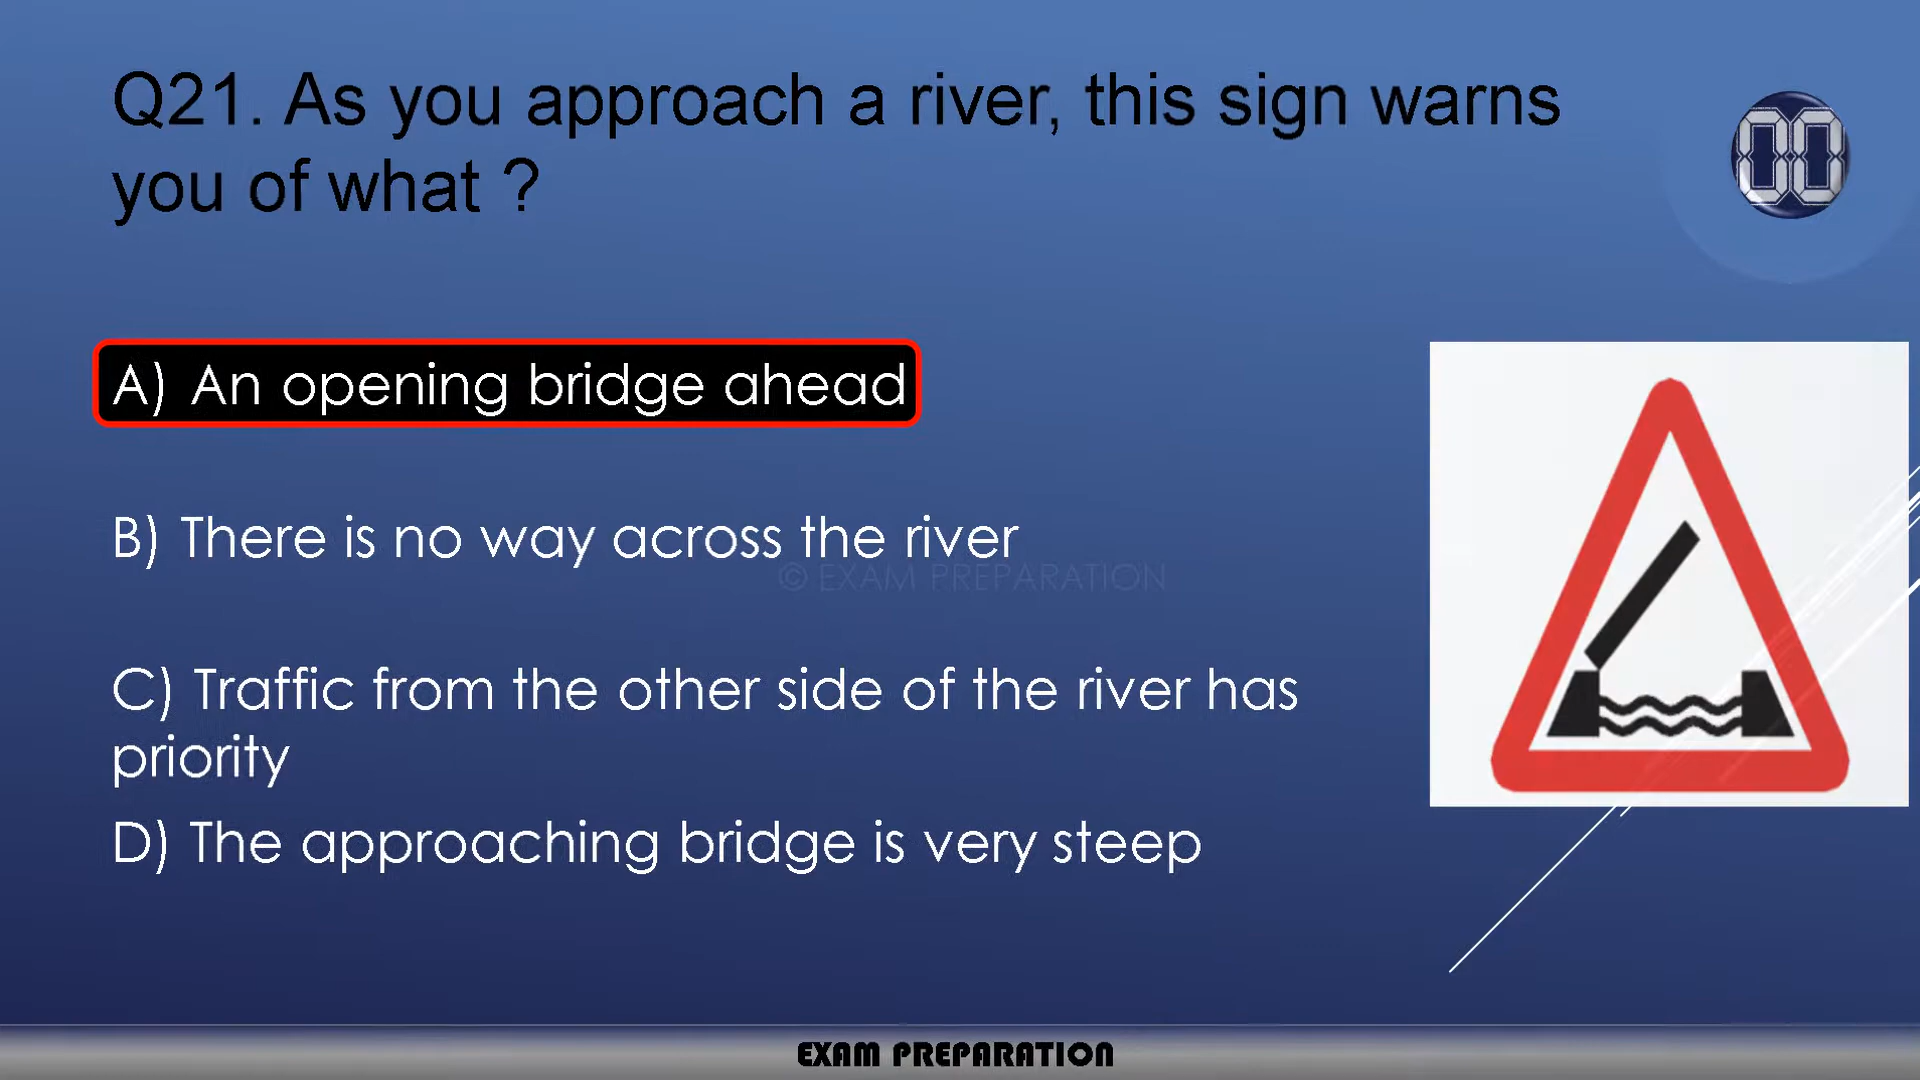 Q21. As you approach a river, this sign warns
you of what ?
00
A) An opening bridge ahead
B) There is no way across the river
© EXAM PREPARATION
C) Traffic from the other side of the river has
priority
D) The approaching bridge is very steep
EXAM PREPARATION